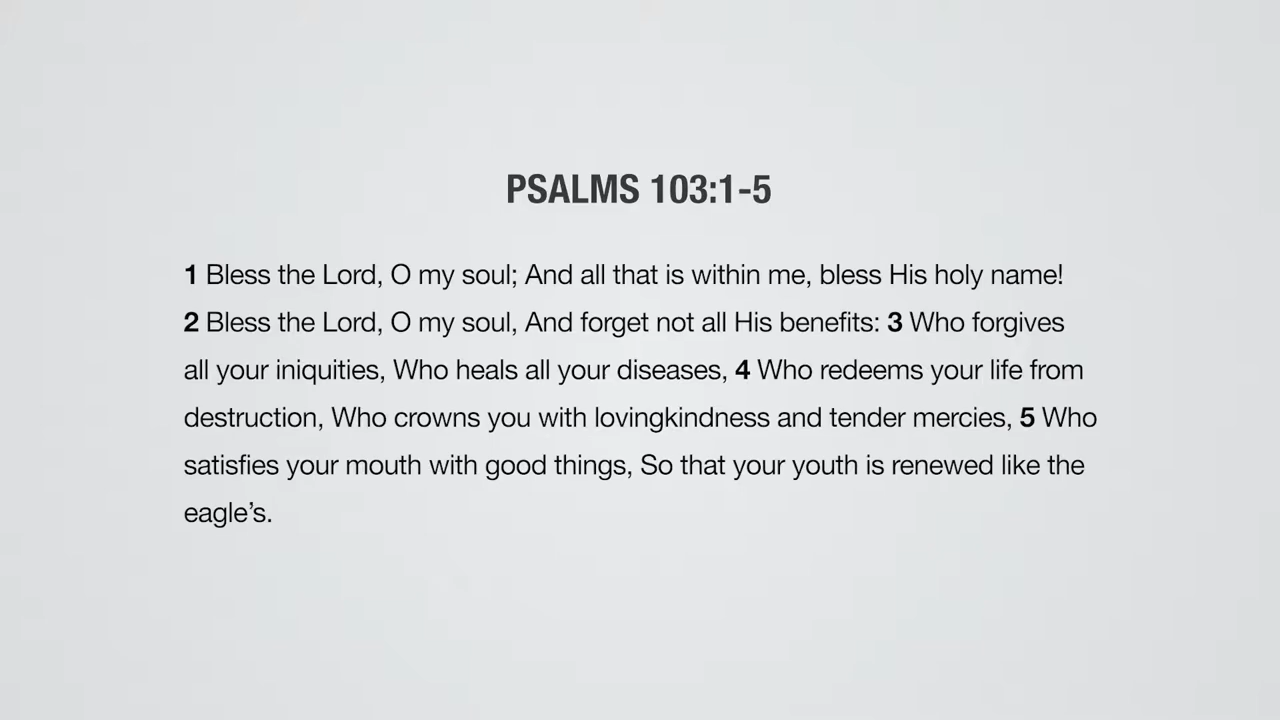 PSALMS 103:1-5
1 Bless the Lord, O my soul; And all that is within me, bless His holy name!
2 Bless the Lord, O my soul, And forget not all His benefits: 3 Who forgives
all your iniquities, Who heals all your diseases, 4 Who redeems your life from
destruction, Who crowns you with lovingkindness and tender mercies, 5 Who
satisfies your mouth with good things, So that your youth is renewed like the
eagle’s.